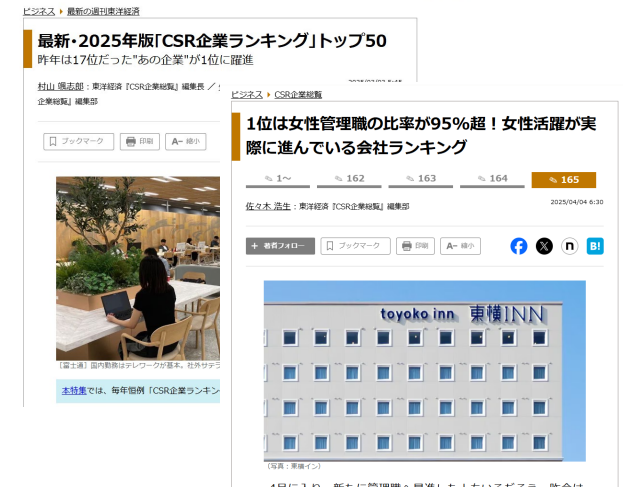 ビジネス 最新の週刊東洋経済
最新・2025年版「CSR企業ランキング」トップ50
昨年は17位だった"あの企業"が1位に躍進
村山 颯志郎：東洋経済『CSR企業総覧』編集長 ／
企業総覧』編集部
ブックマーク 印刷 A− 縮小
［富士通］国内勤務はテレワークが基本。社外サテラ
本特集では、毎年恒例「CSR企業ランキン
ビジネス CSR企業総覧
1位は女性管理職の比率が95%超！女性活躍が実
際に進んでいる会社ランキング
1〜 162 163 164 165
佐々木 浩生：東洋経済『CSR企業総覧』編集部
2025/04/04 6:30
+ 著者フォロー ブックマーク 印刷 A− 縮小
f X n B!
toyoko inn 東横INN
（写真：東横イン）